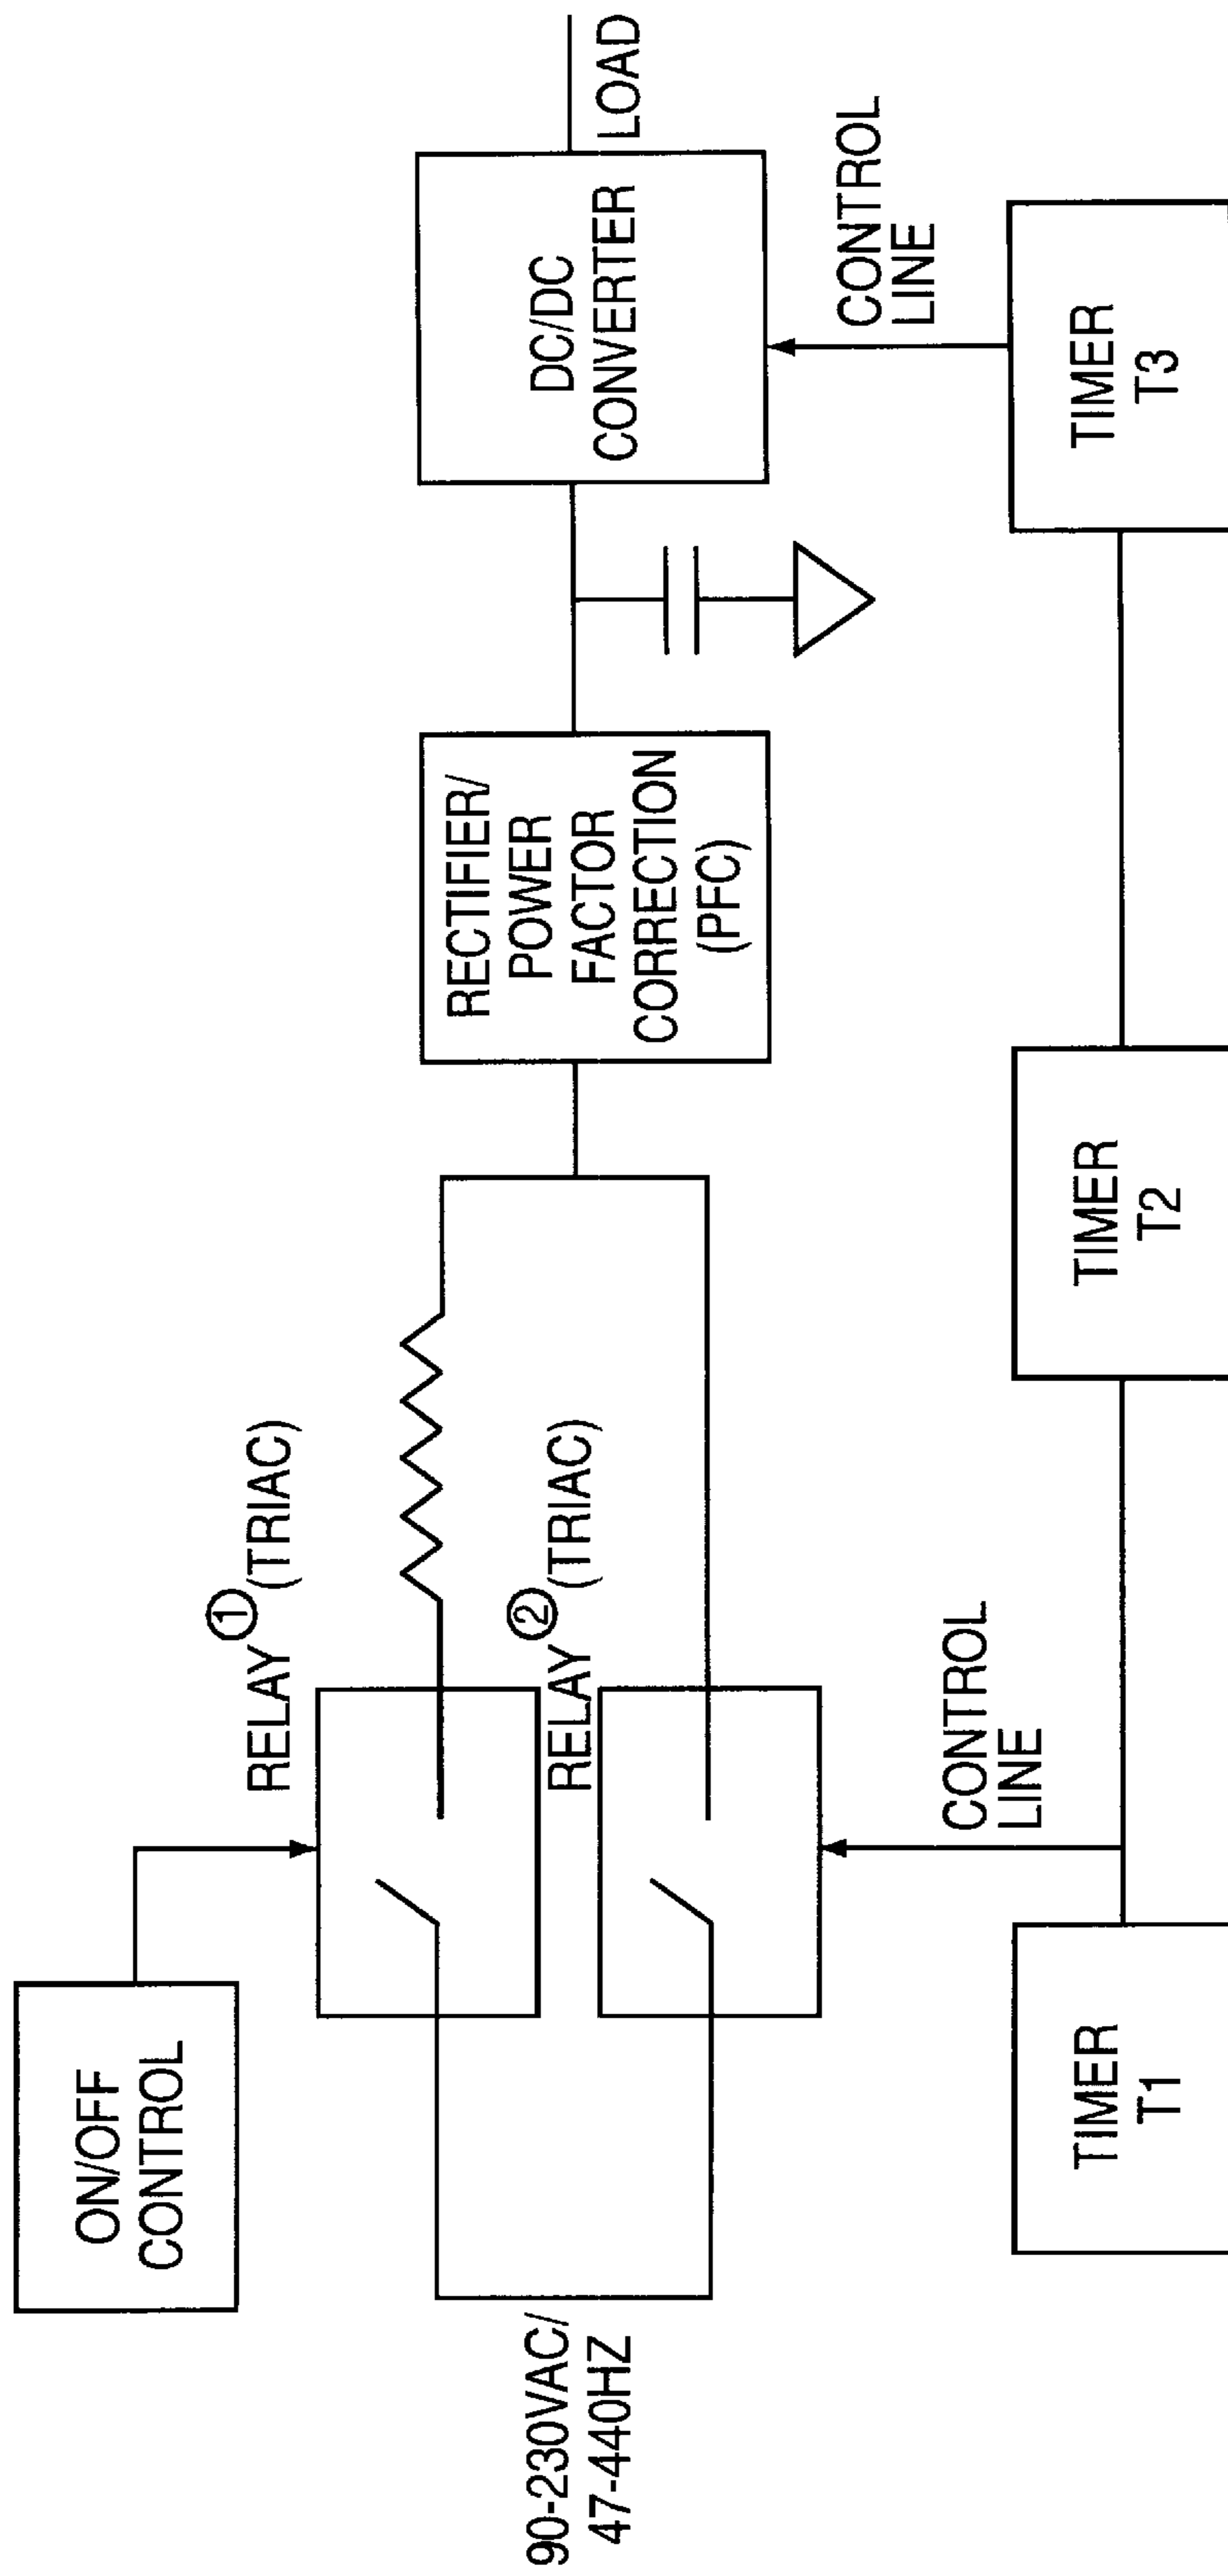 ON/OFF
CONTROL
RELAY ① (TRIAC)
90-230VAC/
47-440HZ
RELAY ② (TRIAC)
RECTIFIER/
POWER
FACTOR
CORRECTION
(PFC)
DC/DC
CONVERTER
LOAD
CONTROL
LINE
CONTROL
LINE
TIMER
T1
TIMER
T2
TIMER
T3